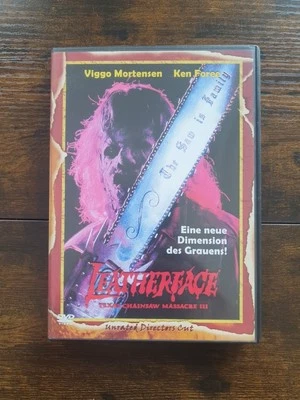 Viggo Mortensen Ken Foree
The Saw is Family
Eine neue
Dimension
des Grauens!
LEATHERFACE
TEXAS CHAINSAW MASSACRE III
DVD
Unrated Directors Cut